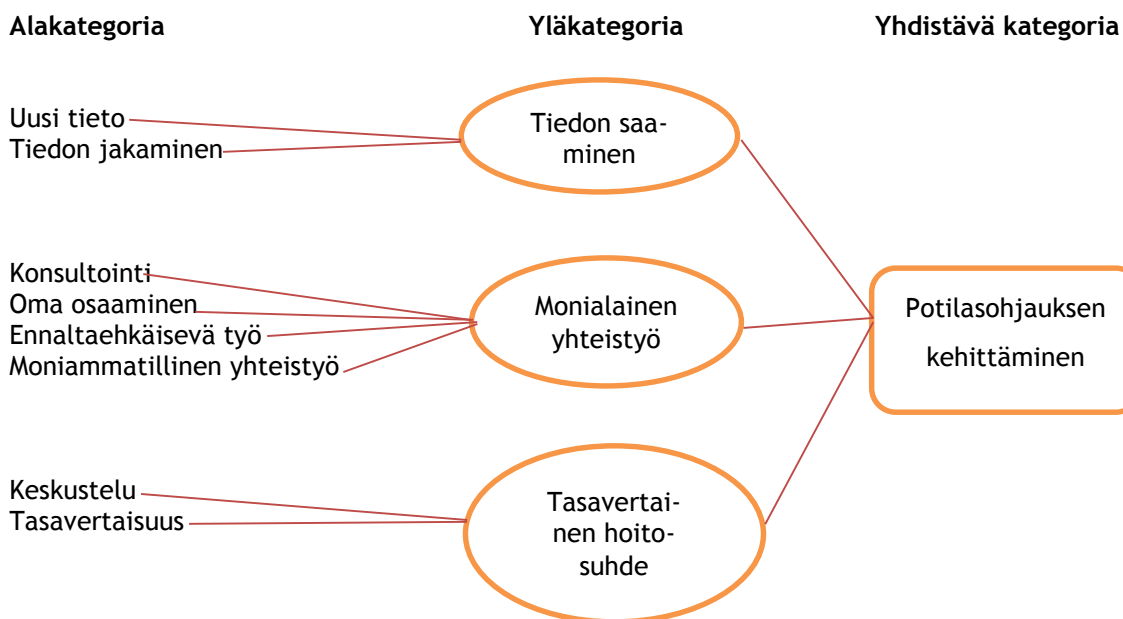 Alakategoria
Yläkategoria
Yhdistävä kategoria
Uusi tieto
Tiedon jakaminen
Tiedon saa-
minen
Konsultointi
Oma osaaminen
Ennaltaehkäisevä työ
Moniammatillinen yhteistyö
Monialainen
yhteistyö
Potilasohjauksen
kehittäminen
Keskustelu
Tasavertaisuus
Tasavertai-
nen hoito-
suhde